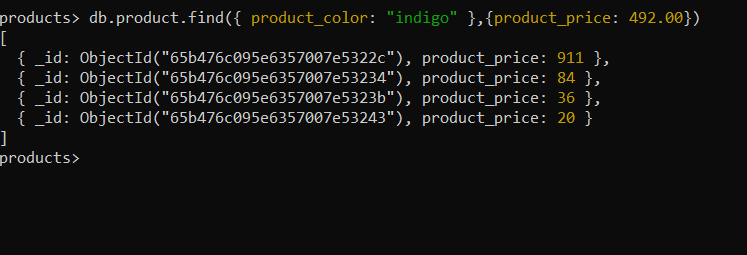 products> db.product.find({ product_color: "indigo" },{product_price: 492.00})
[
  { _id: ObjectId("65b476c095e6357007e5322c"), product_price: 911 },
  { _id: ObjectId("65b476c095e6357007e53234"), product_price: 84 },
  { _id: ObjectId("65b476c095e6357007e5323b"), product_price: 36 },
  { _id: ObjectId("65b476c095e6357007e53243"), product_price: 20 }
]
products>